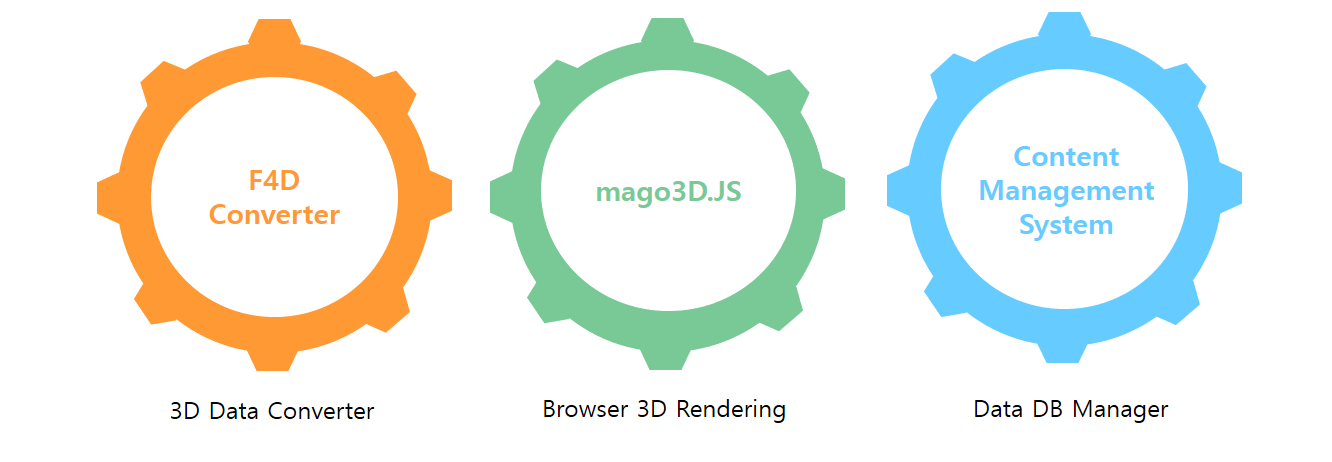 F4D
Converter
mago3D.JS
Content
Management
System
3D Data Converter
Browser 3D Rendering
Data DB Manager